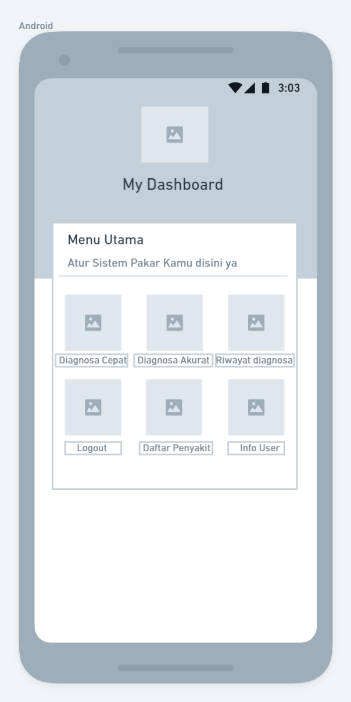 Android
3:03
My Dashboard
Menu Utama
Atur Sistem Pakar Kamu disini ya
Diagnosa Cepat
Diagnosa Akurat
Riwayat diagnosa
Logout
Daftar Penyakit
Info User